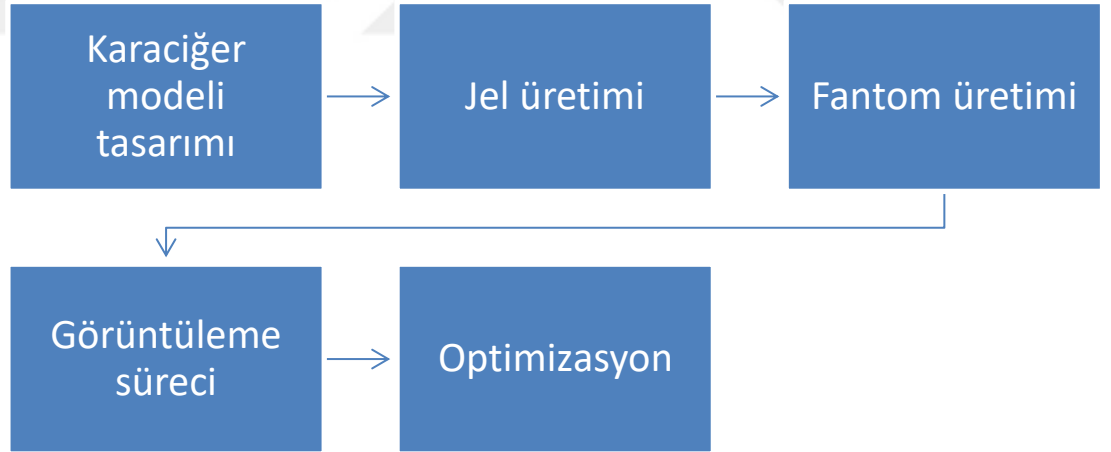 Karaciğer
modeli
tasarımı
Jel üretimi
Fantom üretimi
Görüntüleme
süreci
Optimizasyon